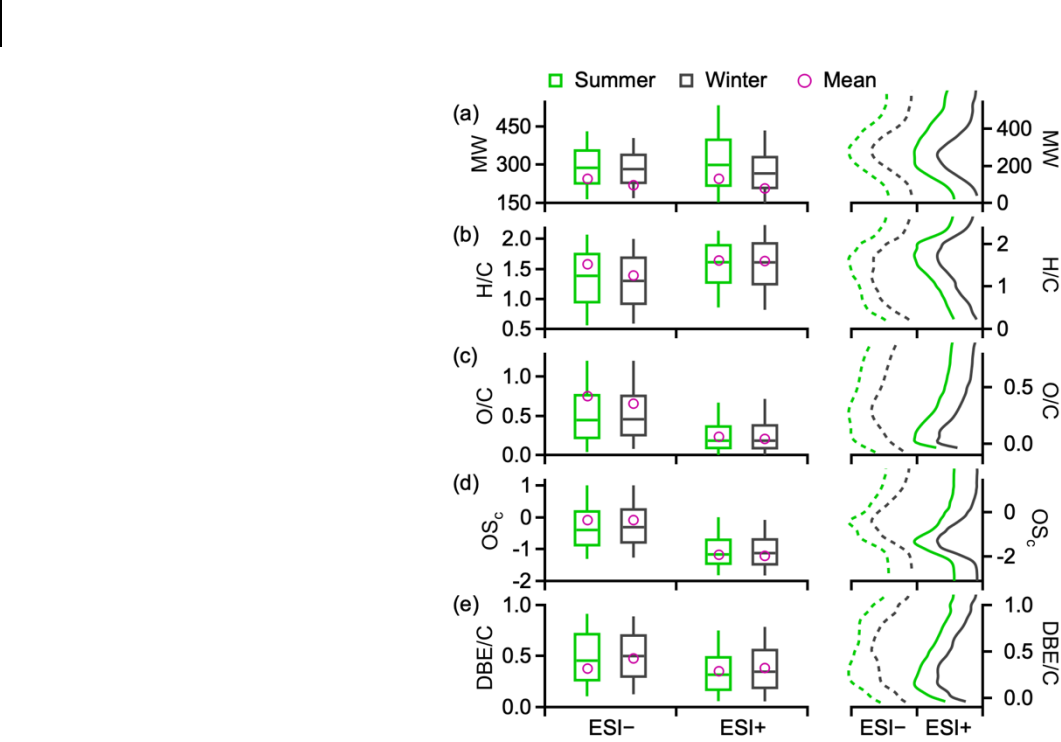 Summer Winter Mean
(a)
MW
450
300
150
400
200
0
MW
(b)
H/C
2.0
1.5
1.0
0.5
2
1
0
H/C
(c)
O/C
1.0
0.5
0.0
0.5
0.0
O/C
(d)
OSc
1
0
-1
-2
0
-2
OSc
(e)
DBE/C
1.0
0.5
0.0
1.0
0.5
0.0
DBE/C
ESI− ESI+ ESI− ESI+